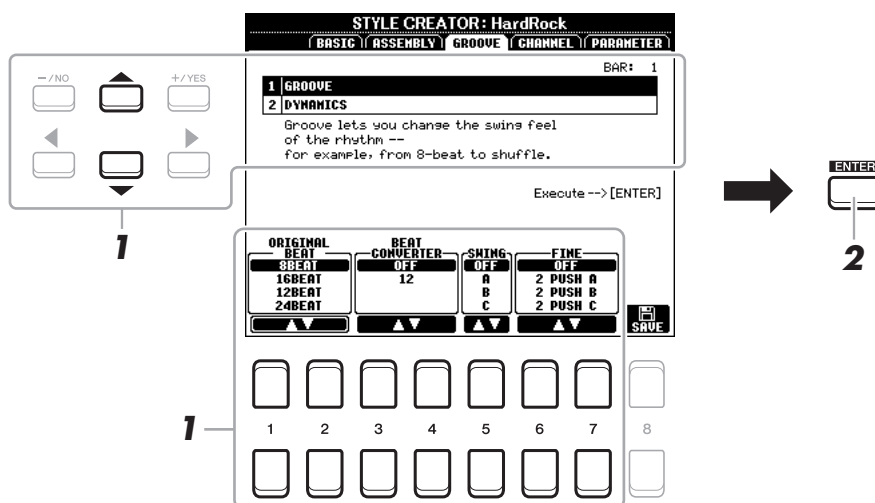 STYLE CREATOR: HardRock
BASIC ASSEMBLY GROOVE CHANNEL PARAMETER
BAR: 1
-/NO
+/YES
1 GROOVE
2 DYNAMICS
Groove lets you change the swing feel
of the rhythm --
for example, from 8-beat to shuffle.
Execute -->[ENTER]
1
ENTER
2
ORIGINAL BEAT
BEAT CONVERTER
SWING
FINE
8BEAT OFF OFF OFF
16BEAT 12 A 2 PUSH A
12BEAT B 2 PUSH B
24BEAT C 2 PUSH C
SAVE
1
1 2 3 4 5 6 7 8